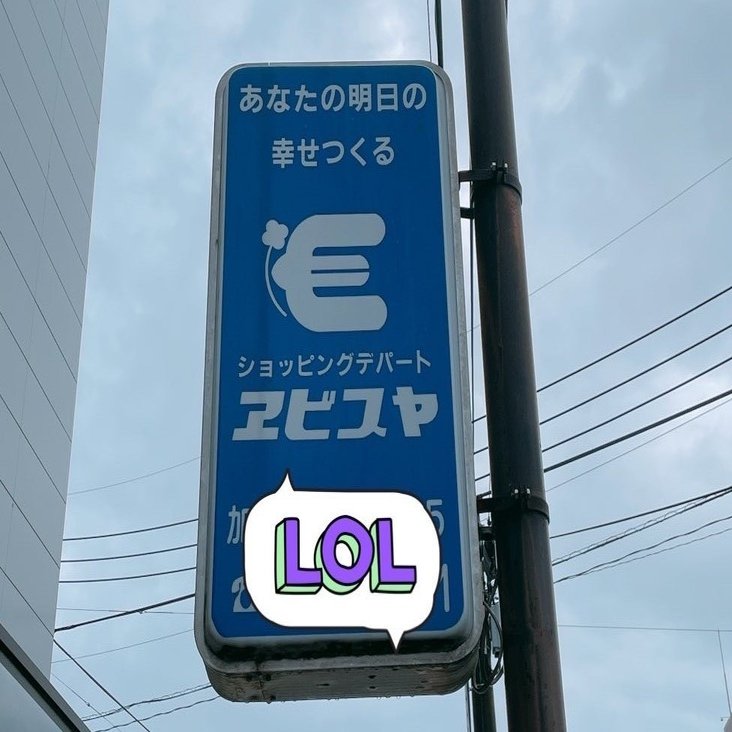 あなたの明日の
幸せつくる
E
ショッピングデパート
ヱビスヤ
LOL